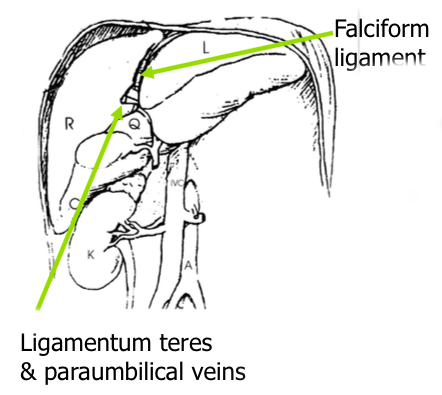 Falciform
ligament
L
R
Q
IVC
K
A
Ligamentum teres
& paraumbilical veins